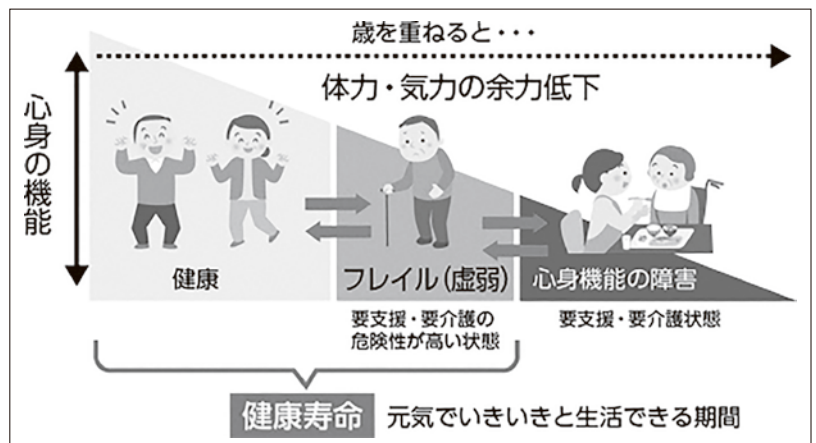 歳を重ねると・・・
体力・気力の余力低下
心身の機能
健康
フレイル(虚弱)
心身機能の障害
要支援・要介護の
危険性が高い状態
要支援・要介護状態
健康寿命
元気でいきいきと生活できる期間